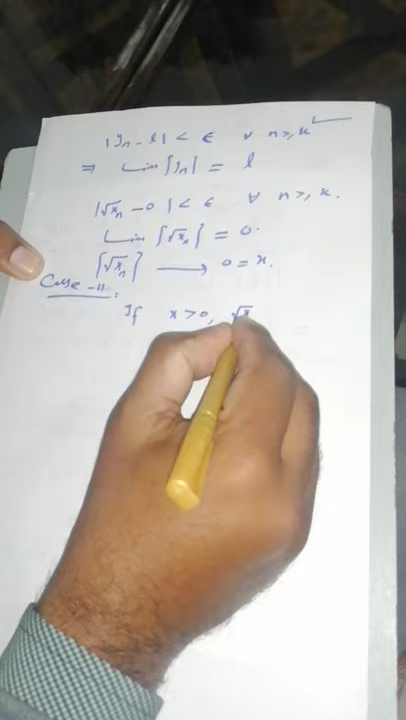 |yₙ - l| < ϵ ∀ n ≥ k
⇒ Lim {yₙ} = l
|√xₙ - 0| < ϵ ∀ n ≥ k.
Lim {√xₙ} = 0.
{√xₙ} ⟶ 0 = x.
Case-II:
If x > 0, √x